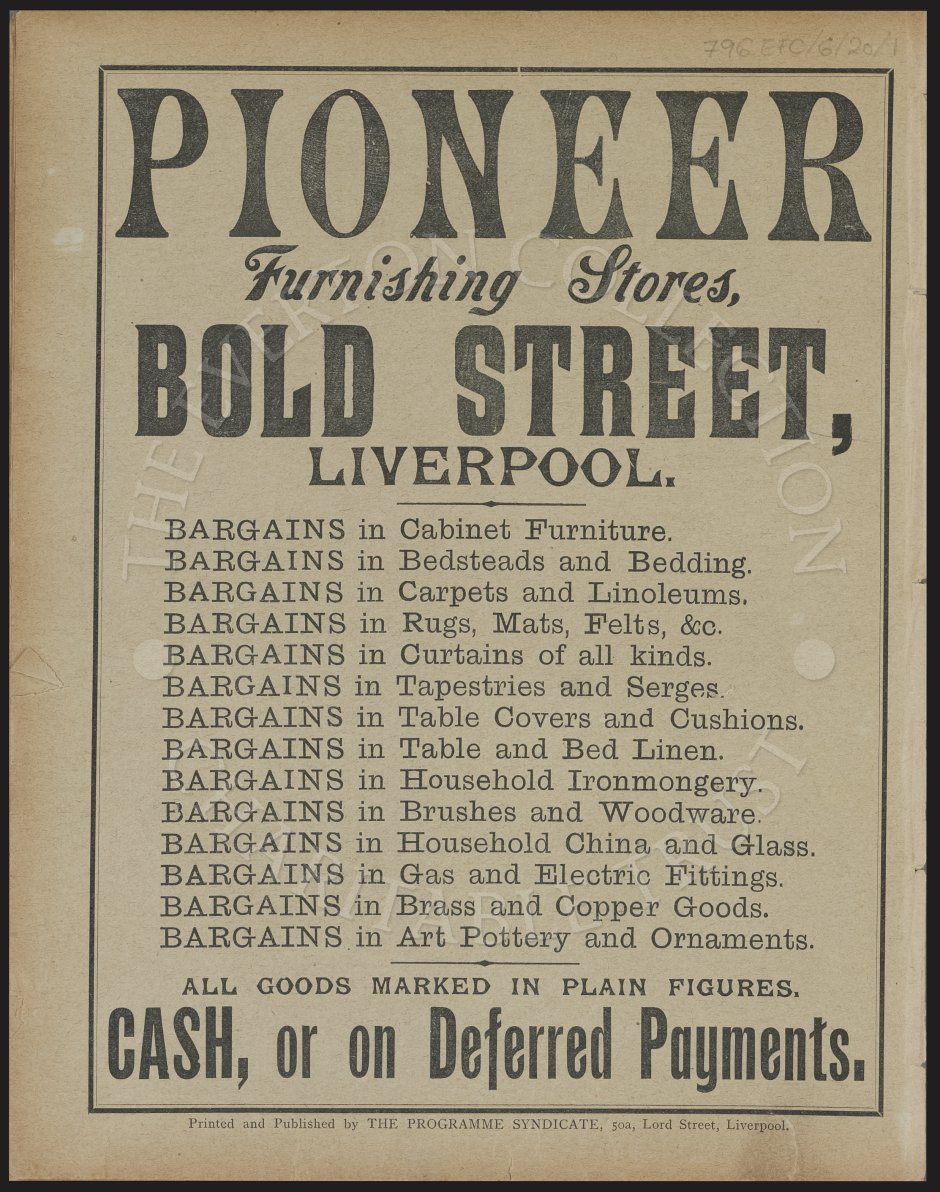 796 EFC/6/20/1
PIONEER
Furnishing Stores,
BOLD STREET,
LIVERPOOL.
BARGAINS in Cabinet Furniture.
BARGAINS in Bedsteads and Bedding.
BARGAINS in Carpets and Linoleums.
BARGAINS in Rugs, Mats, Felts, &c.
BARGAINS in Curtains of all kinds.
BARGAINS in Tapestries and Serges.
BARGAINS in Table Covers and Cushions.
BARGAINS in Table and Bed Linen.
BARGAINS in Household Ironmongery.
BARGAINS in Brushes and Woodware.
BARGAINS in Household China and Glass.
BARGAINS in Gas and Electric Fittings.
BARGAINS in Brass and Copper Goods.
BARGAINS in Art Pottery and Ornaments.
ALL GOODS MARKED IN PLAIN FIGURES.
CASH, or on Deferred Payments.
Printed and Published by THE PROGRAMME SYNDICATE, 50a, Lord Street, Liverpool.
THE EVERTON COLLECTION
CHARITABLE TRUST